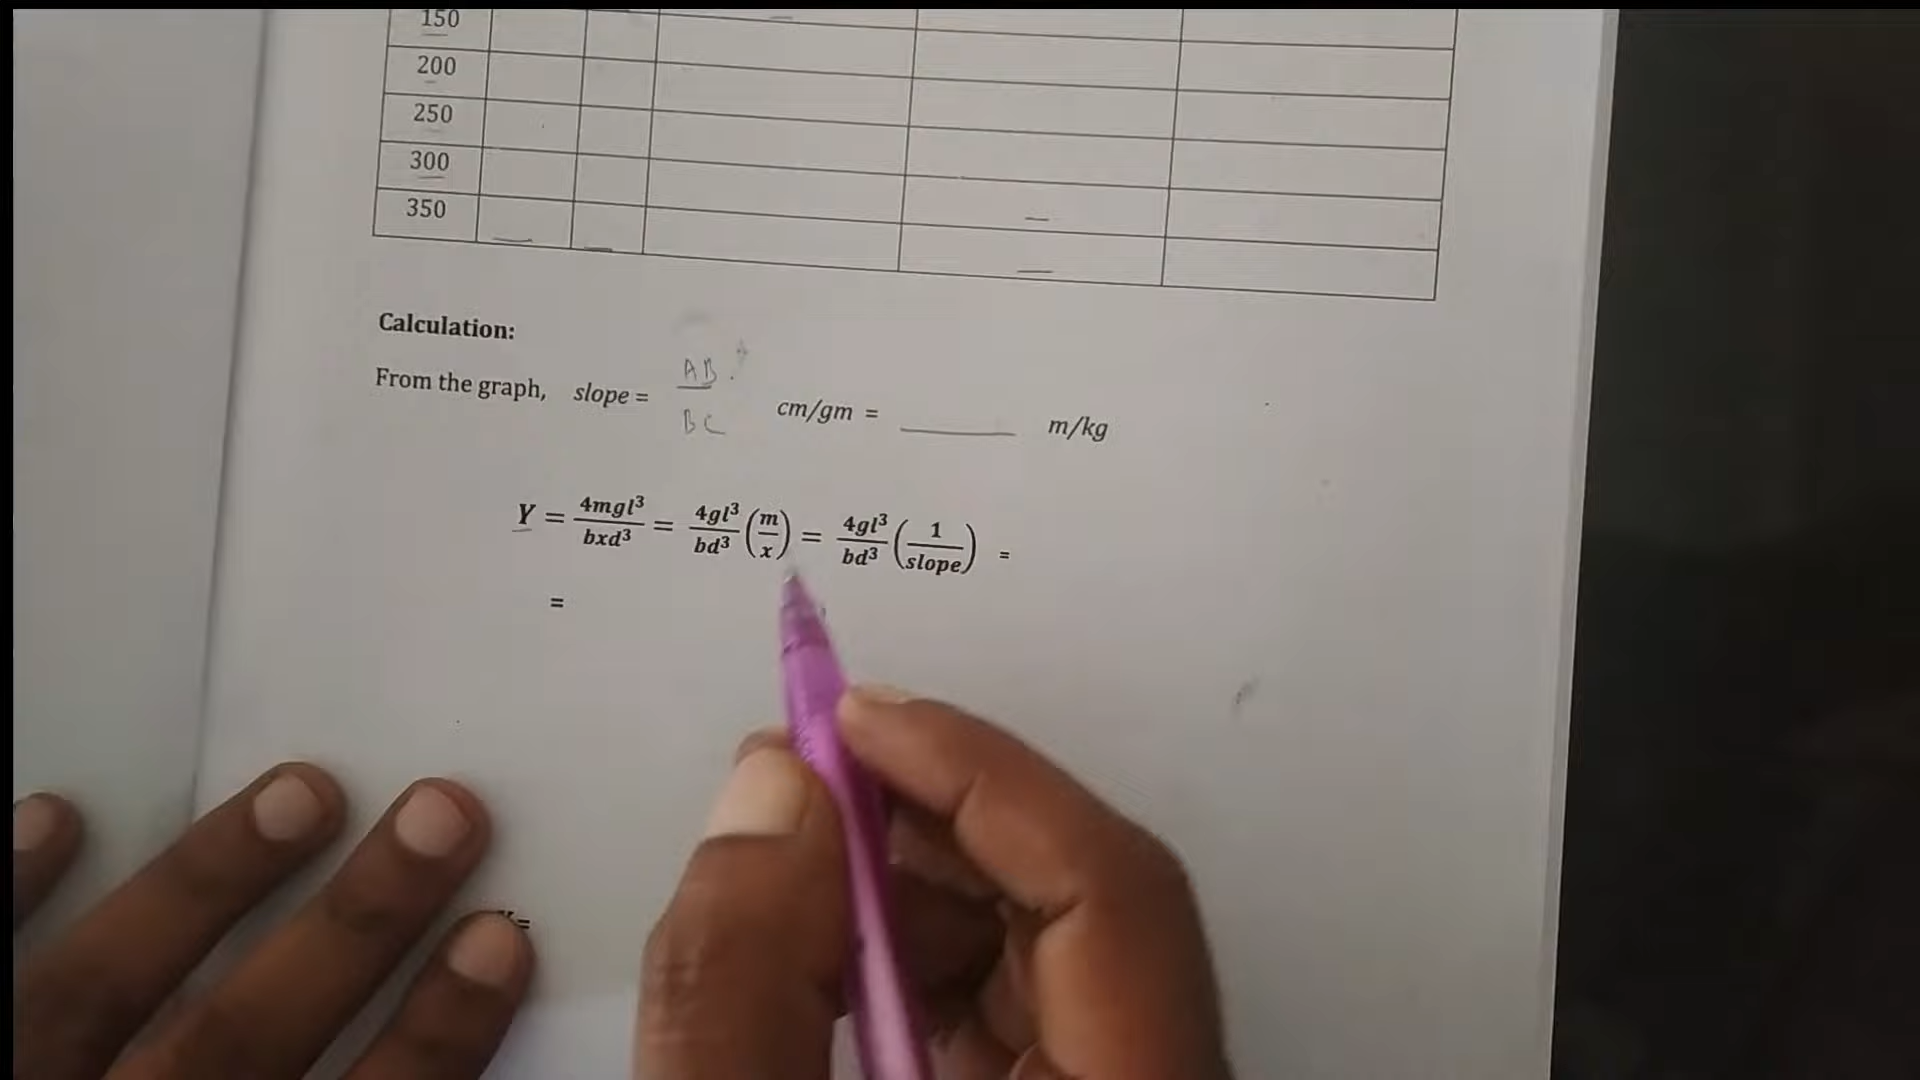 150
200
250
300
350
Calculation:
From the graph, slope = AB / BC cm/gm = ______ m/kg
Y = 4mgl³/bxd³ = 4gl³/bd³ (m/x) = 4gl³/bd³ (1/slope) =
=
=